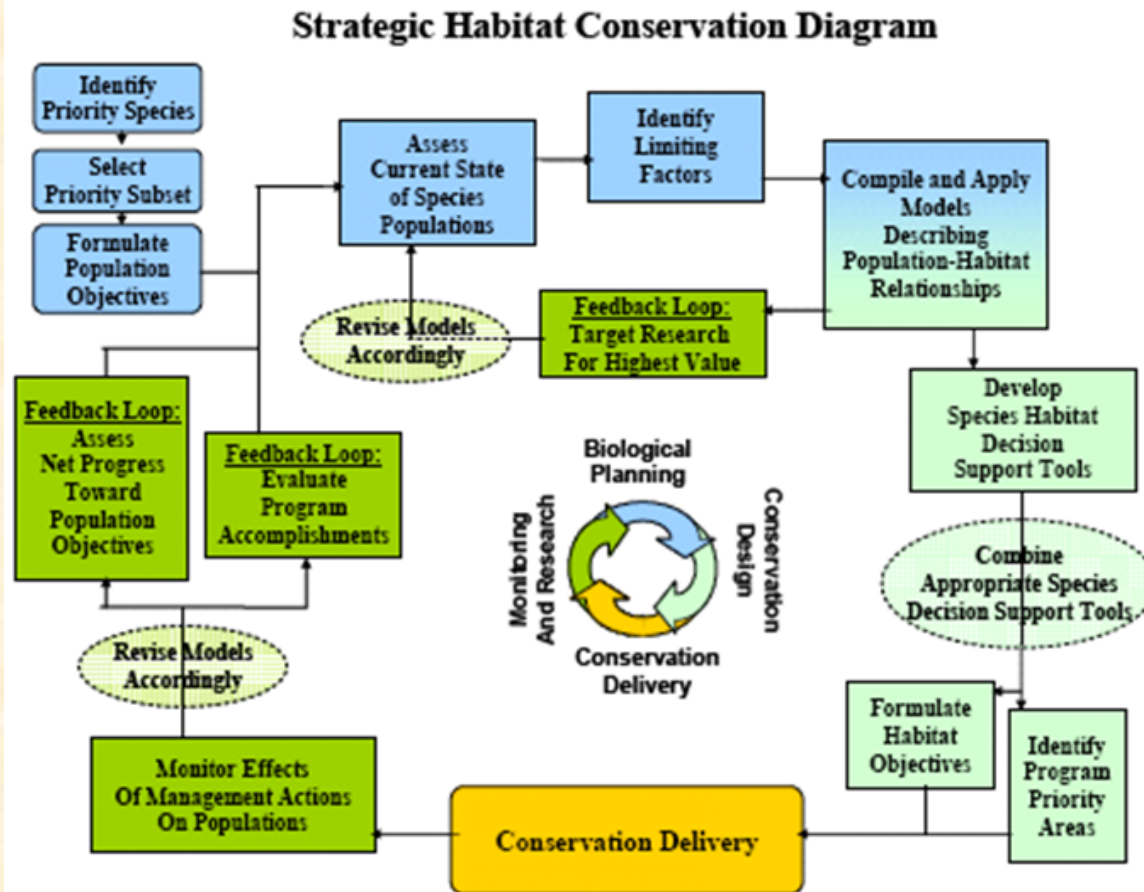 Strategic Habitat Conservation Diagram
Identify
Priority Species
Select
Priority Subset
Formulate
Population
Objectives
Assess
Current State
of Species
Populations
Identify
Limiting
Factors
Compile and Apply
Models
Describing
Population-Habitat
Relationships
Feedback Loop:
Target Research
For Highest Value
Revise Models
Accordingly
Develop
Species Habitat
Decision
Support Tools
Combine
Appropriate Species
Decision Support Tools
Formulate
Habitat
Objectives
Identify
Program
Priority
Areas
Conservation Delivery
Monitor Effects
Of Management Actions
On Populations
Revise Models
Accordingly
Feedback Loop:
Assess
Net Progress
Toward
Population
Objectives
Feedback Loop:
Evaluate
Program
Accomplishments
Biological
Planning
Conservation
Design
Conservation
Delivery
Monitoring
And Research